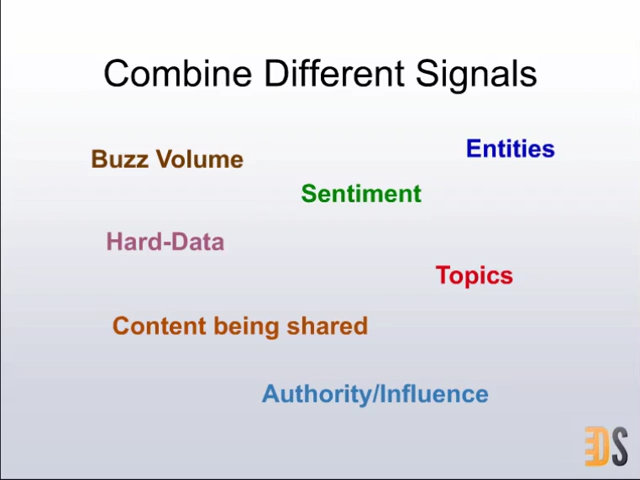 Combine Different Signals
Buzz Volume
Entities
Sentiment
Hard-Data
Topics
Content being shared
Authority/Influence